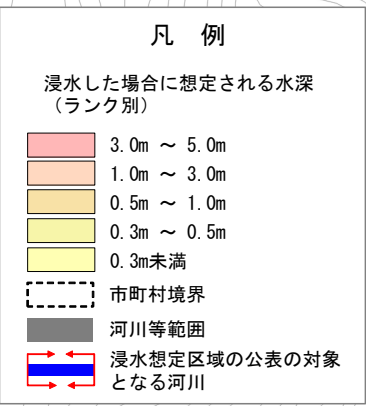 凡 例
浸水した場合に想定される水深
（ランク別）
3.0m ～ 5.0m
1.0m ～ 3.0m
0.5m ～ 1.0m
0.3m ～ 0.5m
0.3m未満
市町村境界
河川等範囲
浸水想定区域の公表の対象
となる河川